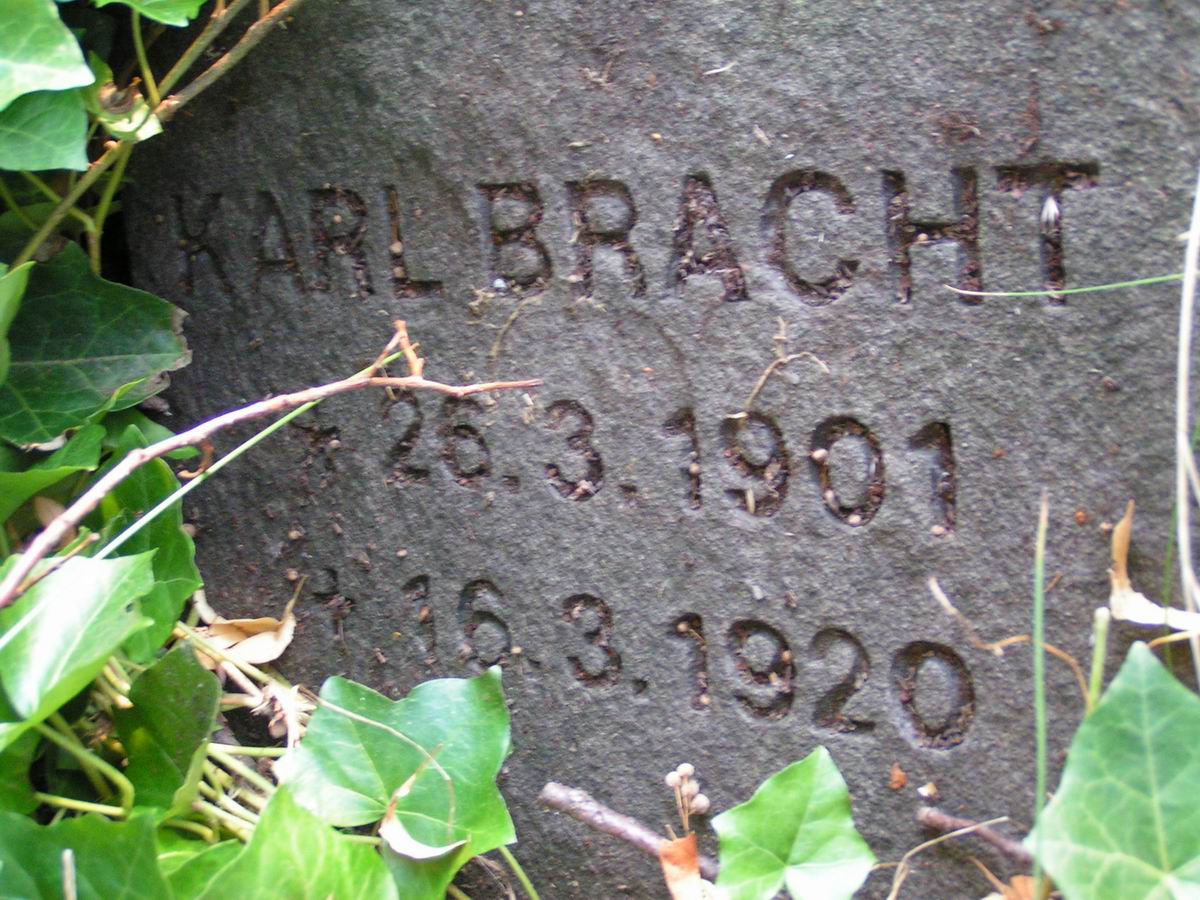 KARL BRACHT
* 26.3.1901
† 16.3.1920